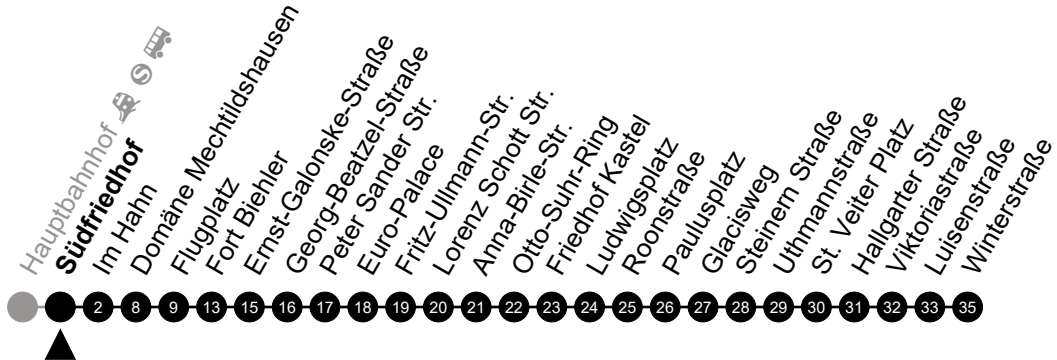 Hauptbahnhof S
Südfriedhof
Im Hahn
Domäne Mechtildshausen
Flugplatz
Fort Biehler
Ernst-Galonske-Straße
Georg-Beatzel-Straße
Peter Sander Str.
Euro-Palace
Fritz-Ullmann-Str.
Lorenz Schott Str.
Anna-Birle-Str.
Otto-Suhr-Ring
Friedhof Kastel
Ludwigsplatz
Roonstraße
Paulusplatz
Glacisweg
Steinern Straße
Uthmannstraße
St. Veiter Platz
Hallgarter Straße
Viktoriastraße
Luisenstraße
Winterstraße
2 8 9 13 15 16 17 18 19 20 21 22 23 24 25 26 27 28 29 30 31 32 33 35